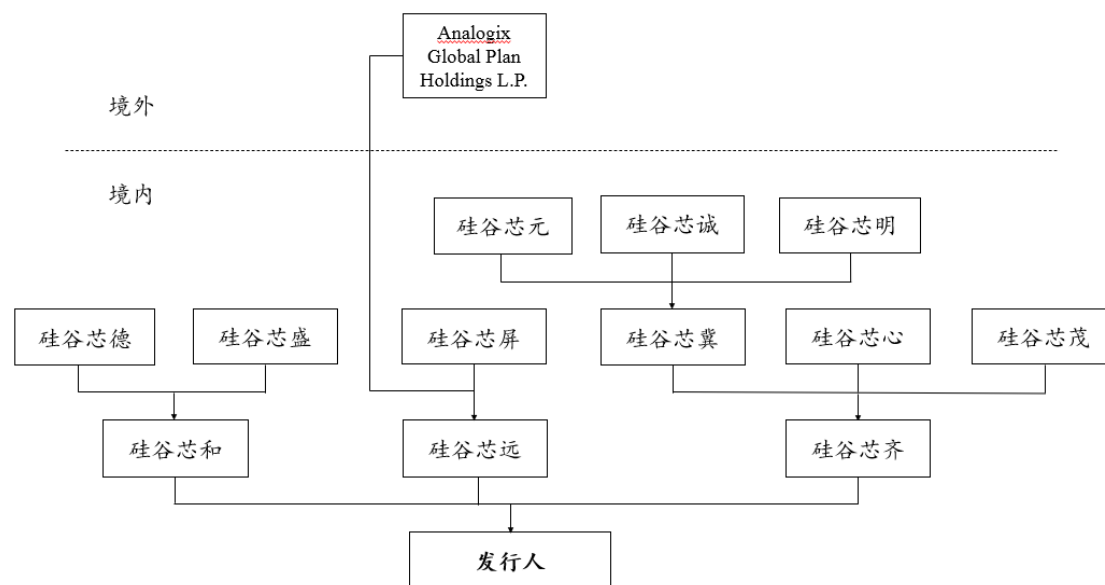 Analogix
Global Plan
Holdings L.P.
境外
境内
硅谷芯元
硅谷芯诚
硅谷芯明
硅谷芯德
硅谷芯盛
硅谷芯屏
硅谷芯冀
硅谷芯心
硅谷芯茂
硅谷芯和
硅谷芯远
硅谷芯齐
发行人